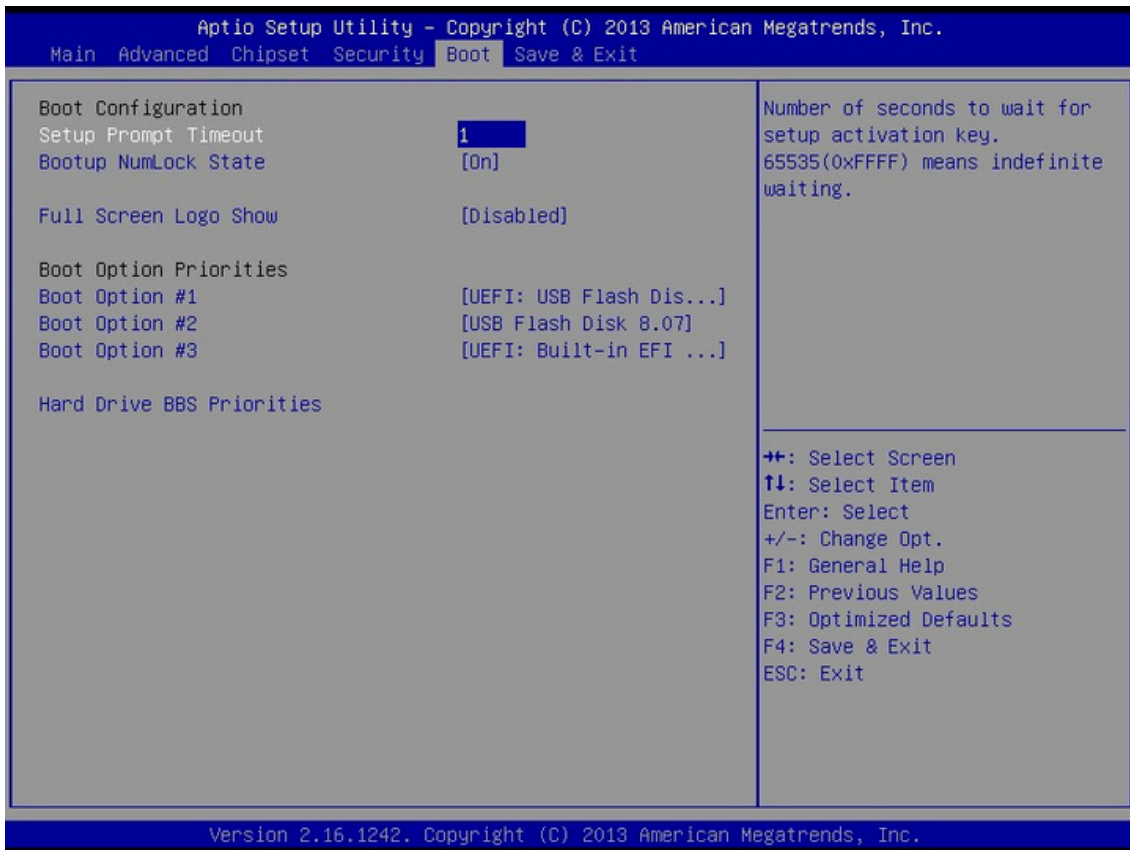 Aptio Setup Utility – Copyright (C) 2013 American Megatrends, Inc.
Main Advanced Chipset Security Boot Save & Exit
Boot Configuration
Setup Prompt Timeout 1
Bootup NumLock State [On]
Full Screen Logo Show [Disabled]
Boot Option Priorities
Boot Option #1 [UEFI: USB Flash Dis...]
Boot Option #2 [USB Flash Disk 8.07]
Boot Option #3 [UEFI: Built-in EFI ...]
Hard Drive BBS Priorities
Number of seconds to wait for
setup activation key.
65535(0xFFFF) means indefinite
waiting.
→←: Select Screen
↑↓: Select Item
Enter: Select
+/-: Change Opt.
F1: General Help
F2: Previous Values
F3: Optimized Defaults
F4: Save & Exit
ESC: Exit
Version 2.16.1242. Copyright (C) 2013 American Megatrends, Inc.